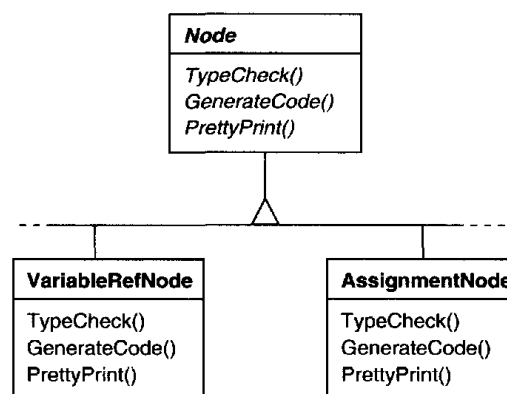 Node
TypeCheck()
GenerateCode()
PrettyPrint()
VariableRefNode
TypeCheck()
GenerateCode()
PrettyPrint()
AssignmentNode
TypeCheck()
GenerateCode()
PrettyPrint()